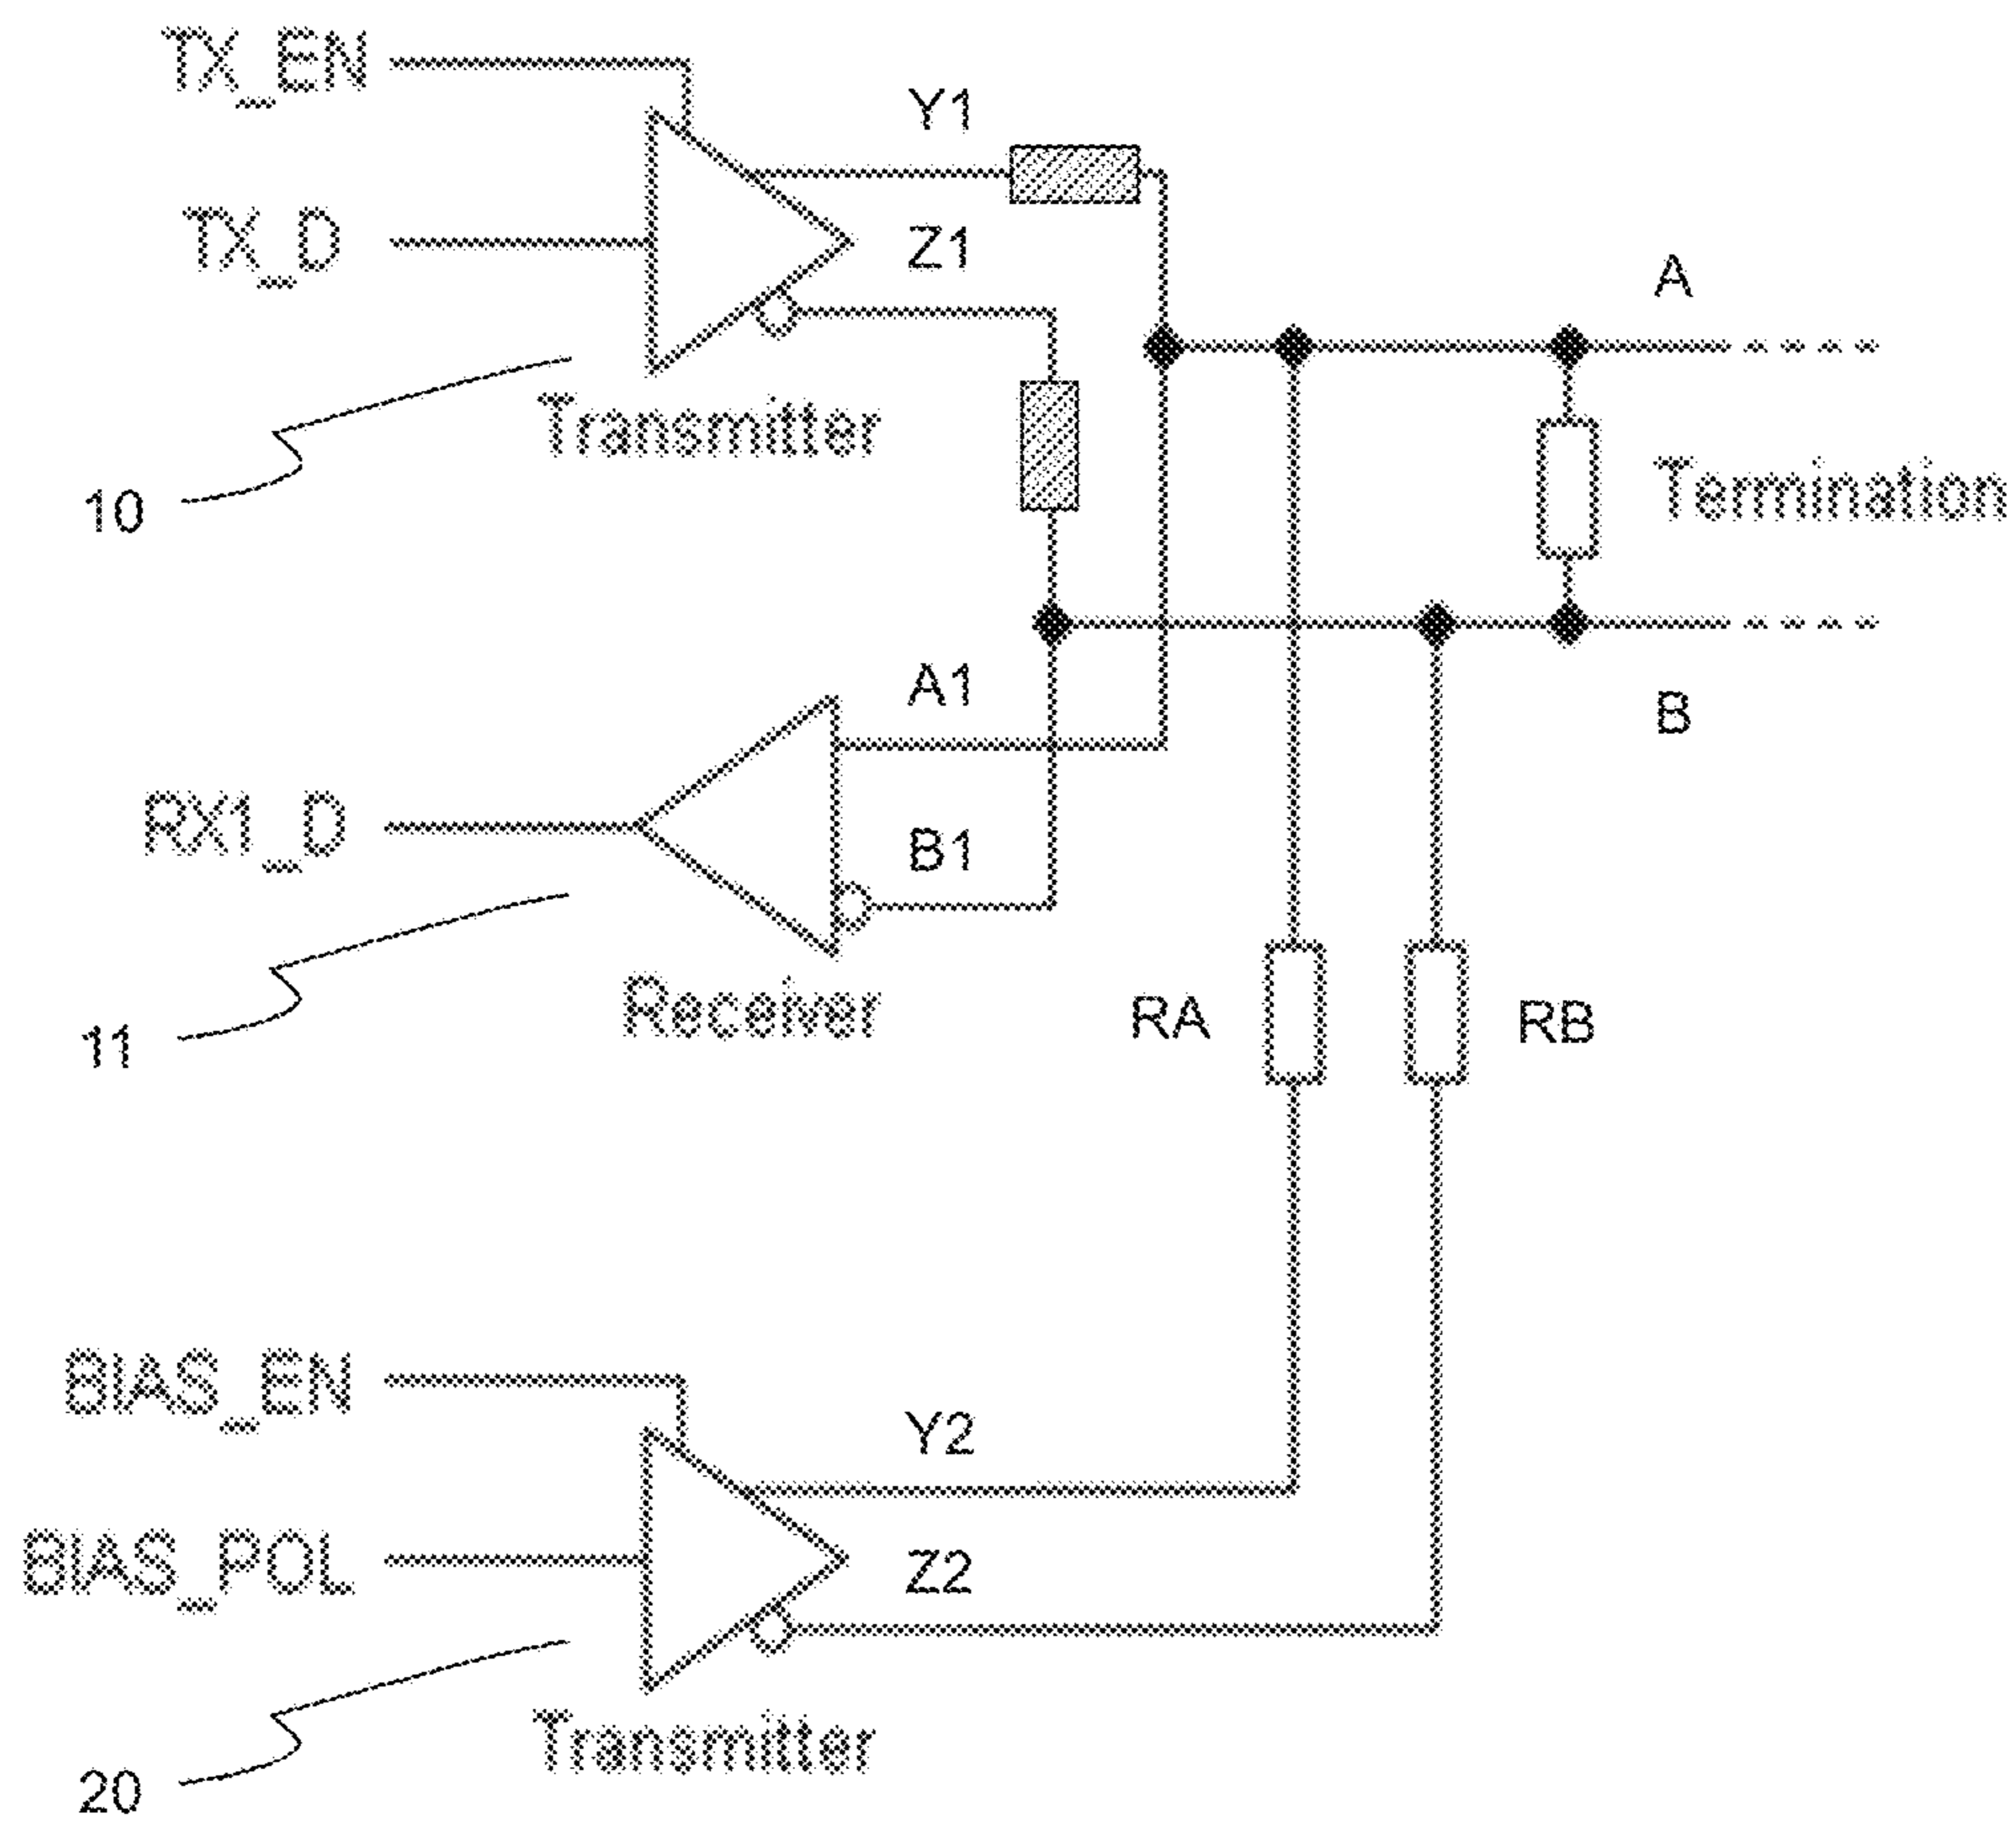 TX_EN
Y1
TX_D
Z1
A
Transmitter
Termination
10
A1
B
RX1_D
B1
Receiver
RA
RB
11
BIAS_EN
Y2
BIAS_POL
Z2
Transmitter
20